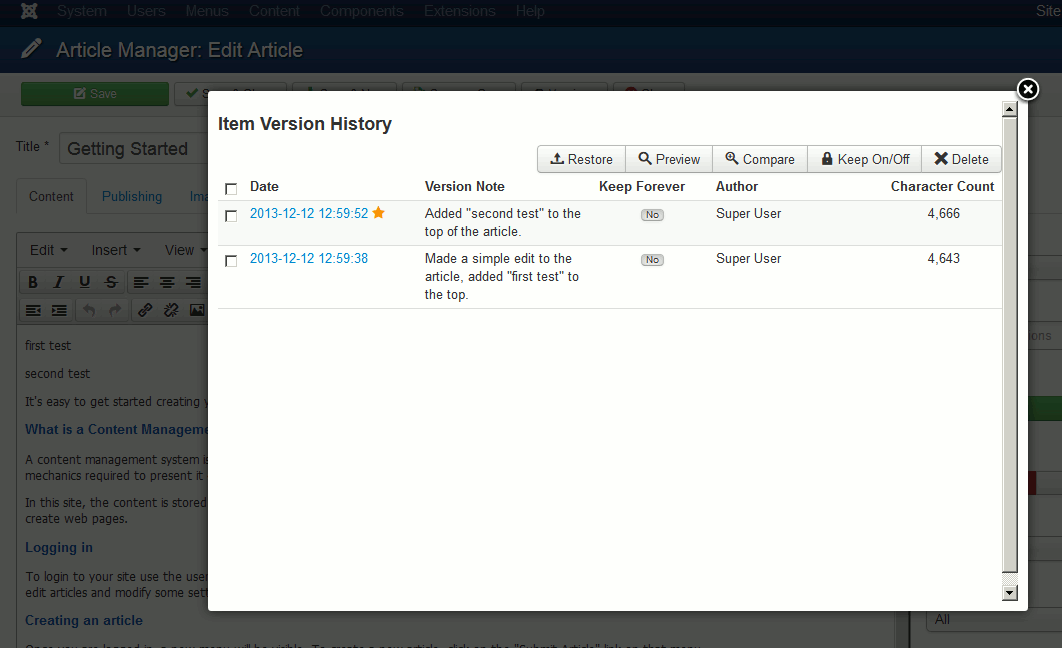 System Users Menus Content Components Extensions Help Site
Article Manager: Edit Article
Save
Item Version History
Title * Getting Started
Restore Preview Compare Keep On/Off Delete
Date Version Note Keep Forever Author Character Count
Content Publishing
2013-12-12 12:59:52 Added "second test" to the No Super User 4,666
top of the article.
Edit Insert View
2013-12-12 12:59:38 Made a simple edit to the No Super User 4,643
article, added "first test" to
the top.
B I U S
first test
second test
It's easy to get started creating
What is a Content
A content management system is
mechanics required to present it
In this site, the content is stored
create web pages.
Logging in
To login to your site use the user
edit articles and modify some
Creating an article
All